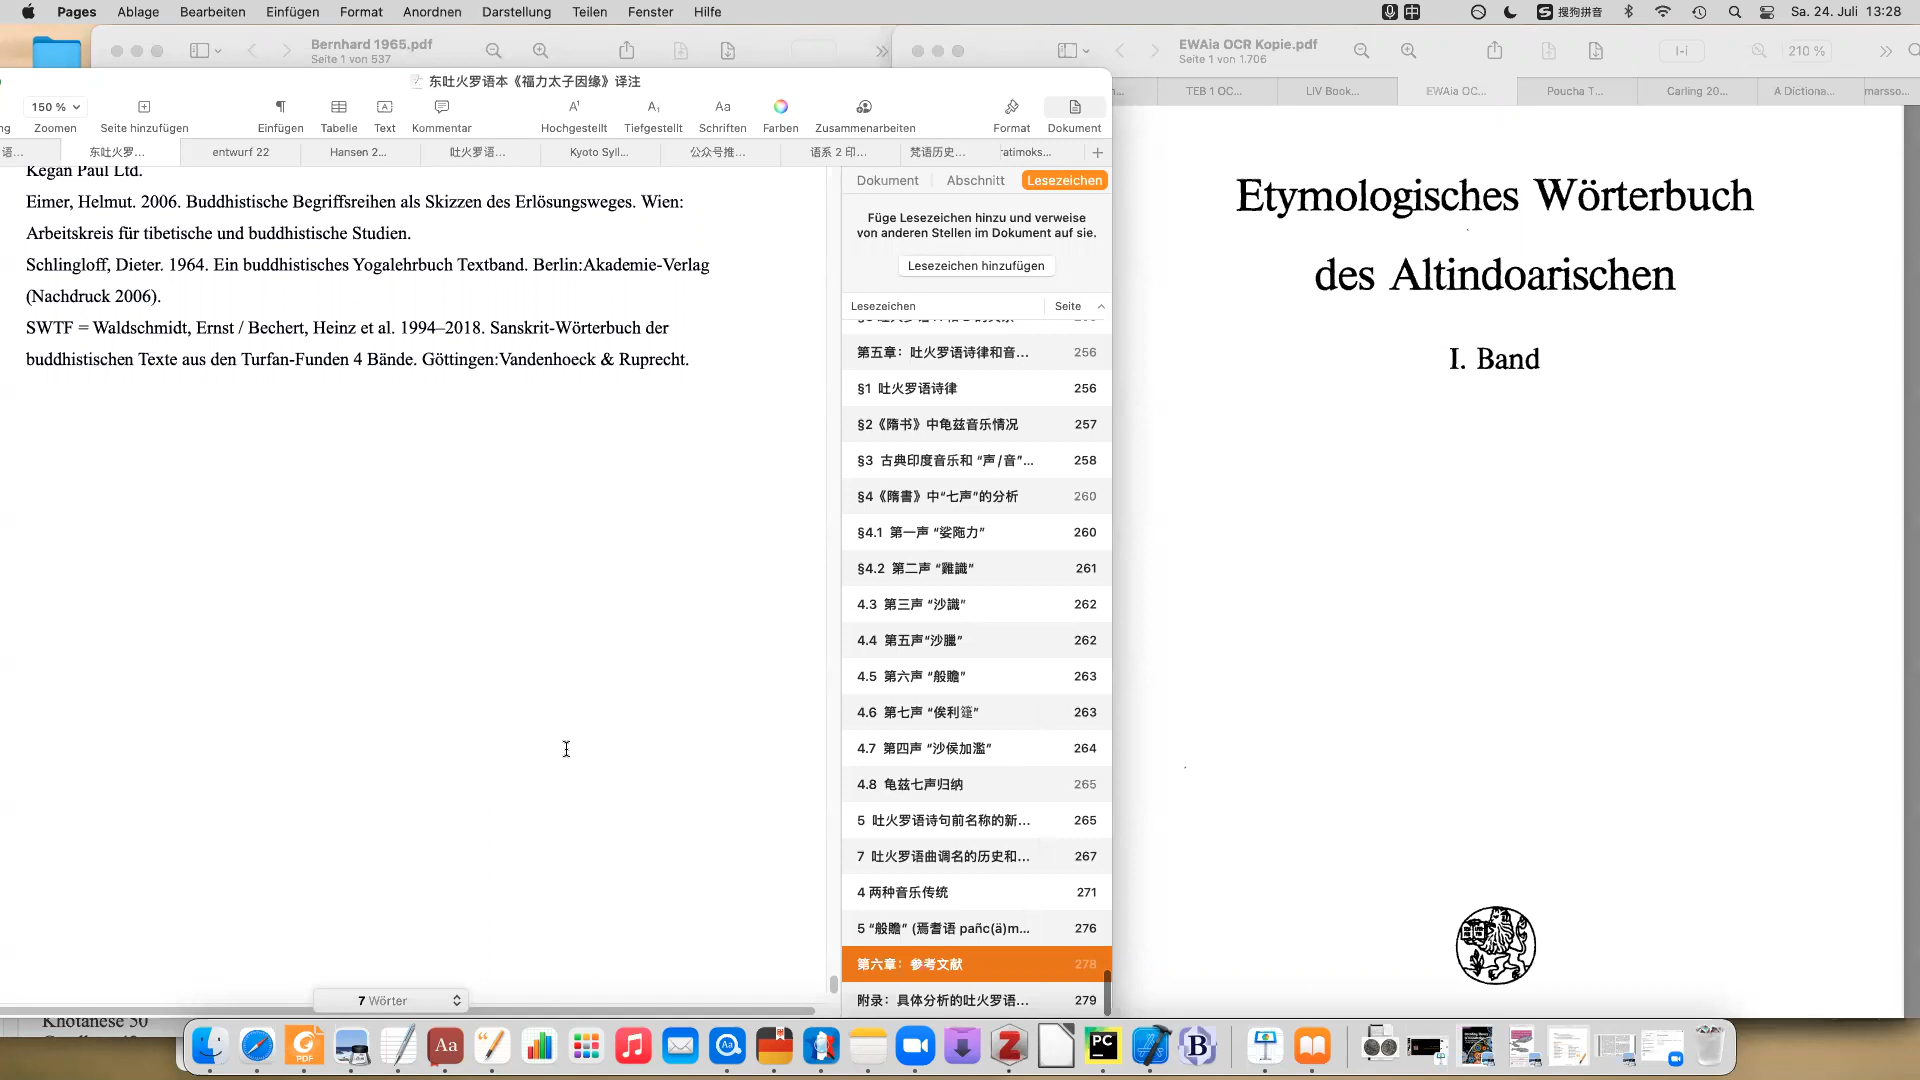 Pages Ablage Bearbeiten Einfügen Format Anordnen Darstellung Teilen Fenster Hilfe
中 搜狗拼音 Sa. 24. Juli 13:28
Bernhard 1965.pdf
Seite 1 von 537
EWAia OCR Kopie.pdf
Seite 1 von 1.706
210 %
东吐火罗语本《福力太子因缘》译注
150 %
Zoomen Seite hinzufügen Einfügen Tabelle Text Kommentar Hochgestellt Tiefgestellt Schriften Farben Zusammenarbeiten Format Dokument
TEB 1 OC... LIV Book... EWAia OC... Poucha T... Carling 20... A Dictiona... marsso...
语... 东吐火罗... entwurf 22 Hansen 2... 吐火罗语... Kyoto Syll... 公众号推... 语系 2 印... 梵语历史... ratimoks...
Kegan Paul Ltd.
Eimer, Helmut. 2006. Buddhistische Begriffsreihen als Skizzen des Erlösungsweges. Wien:
Arbeitskreis für tibetische und buddhistische Studien.
Schlingloff, Dieter. 1964. Ein buddhistisches Yogalehrbuch Textband. Berlin:Akademie-Verlag
(Nachdruck 2006).
SWTF = Waldschmidt, Ernst / Bechert, Heinz et al. 1994–2018. Sanskrit-Wörterbuch der
buddhistischen Texte aus den Turfan-Funden 4 Bände. Göttingen:Vandenhoeck & Ruprecht.
7 Wörter
Khotanese 50
Dokument Abschnitt Lesezeichen
Füge Lesezeichen hinzu und verweise
von anderen Stellen im Dokument auf sie.
Lesezeichen hinzufügen
Lesezeichen Seite
第五章：吐火罗语诗律和音... 256
§1 吐火罗语诗律 256
§2《隋书》中龟兹音乐情况 257
§3 古典印度音乐和 “声/音”... 258
§4《隋書》中“七声”的分析 260
§4.1 第一声 “娑陁力” 260
§4.2 第二声 “雞識” 261
4.3 第三声 “沙識” 262
4.4 第五声“沙臘” 262
4.5 第六声 “般贍” 263
4.6 第七声 “俟利箑” 263
4.7 第四声 “沙侯加濫” 264
4.8 龟兹七声归纳 265
5 吐火罗语诗句前名称的新... 265
7 吐火罗语曲调名的历史和... 267
4 两种音乐传统 271
5 “般贍” (焉耆语 pañc(ä)m... 276
第六章：参考文献 278
附录：具体分析的吐火罗语... 279
Etymologisches Wörterbuch
des Altindoarischen
I. Band